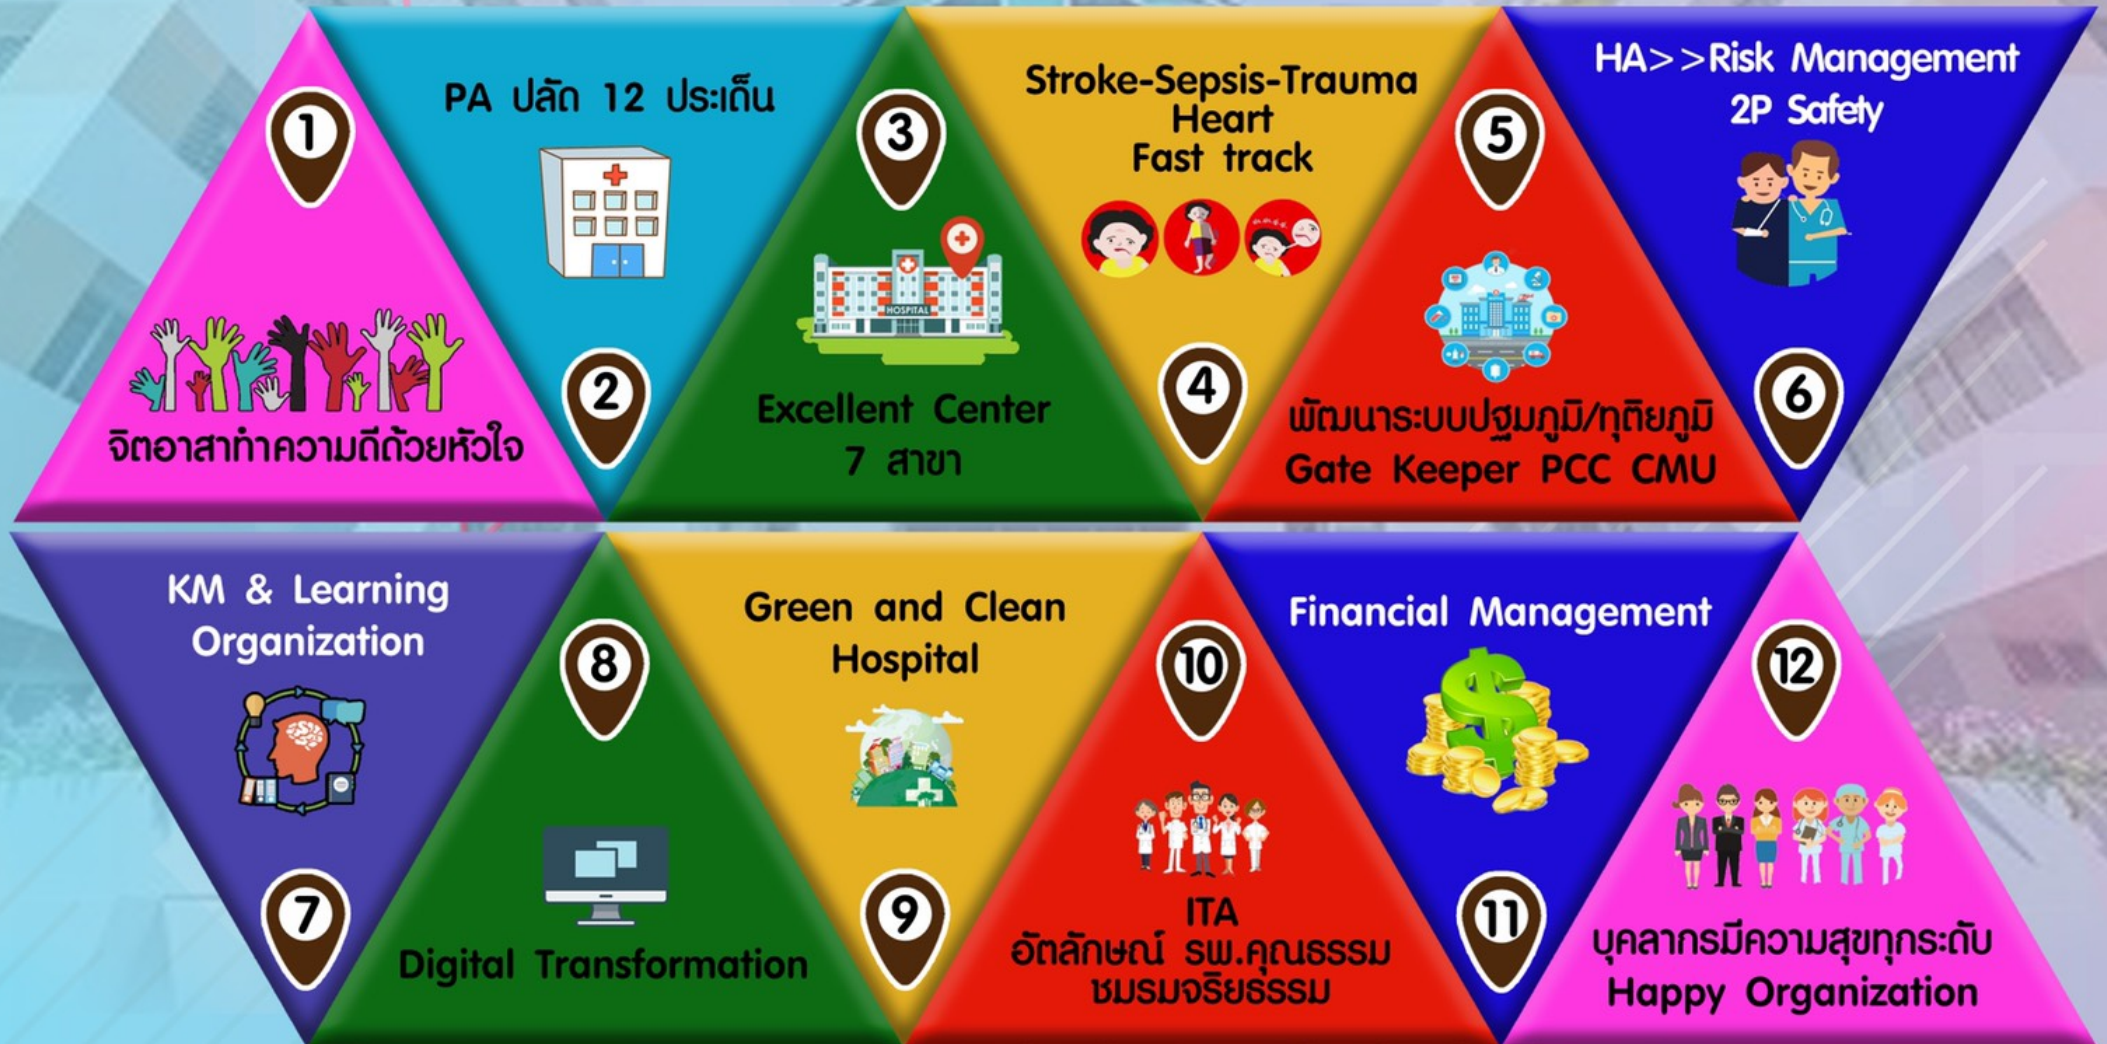 1
PA ปลัด 12 ประเด็น
3
Stroke-Sepsis-Trauma
Heart
Fast track
5
HA>>Risk Management
2P Safety
จิตอาสาทำความดีด้วยหัวใจ
2
HOSPITAL
Excellent Center
7 สาขา
4
พัฒนาระบบปฐมภูมิ/ทุติยภูมิ
Gate Keeper PCC CMU
6
KM & Learning
Organization
7
8
Digital Transformation
Green and Clean
Hospital
9
10
ITA
อัตลักษณ์ รพ.คุณธรรม
ชมรมจริยธรรม
Financial Management
11
12
บุคลากรมีความสุขทุกระดับ
Happy Organization